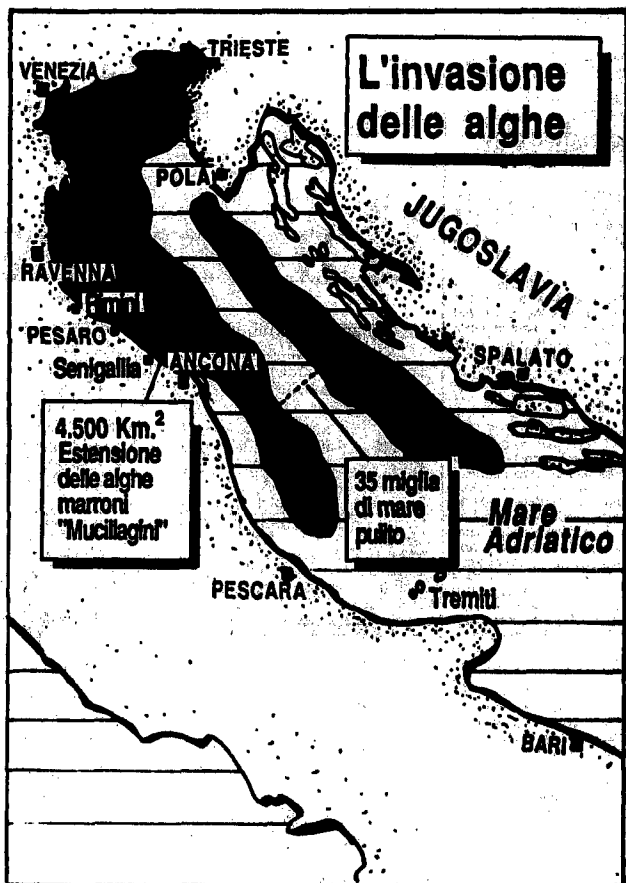 L'invasione
delle alghe
TRIESTE
VENEZIA
POLA
JUGOSLAVIA
RAVENNA
Rimini
PESARO
Senigallia
ANCONA
SPALATO
4.500 Km.²
Estensione
delle alghe
marroni
"Mucillagini"
35 miglia
di mare
pulito
Mare
Adriatico
PESCARA
Tremiti
BARI